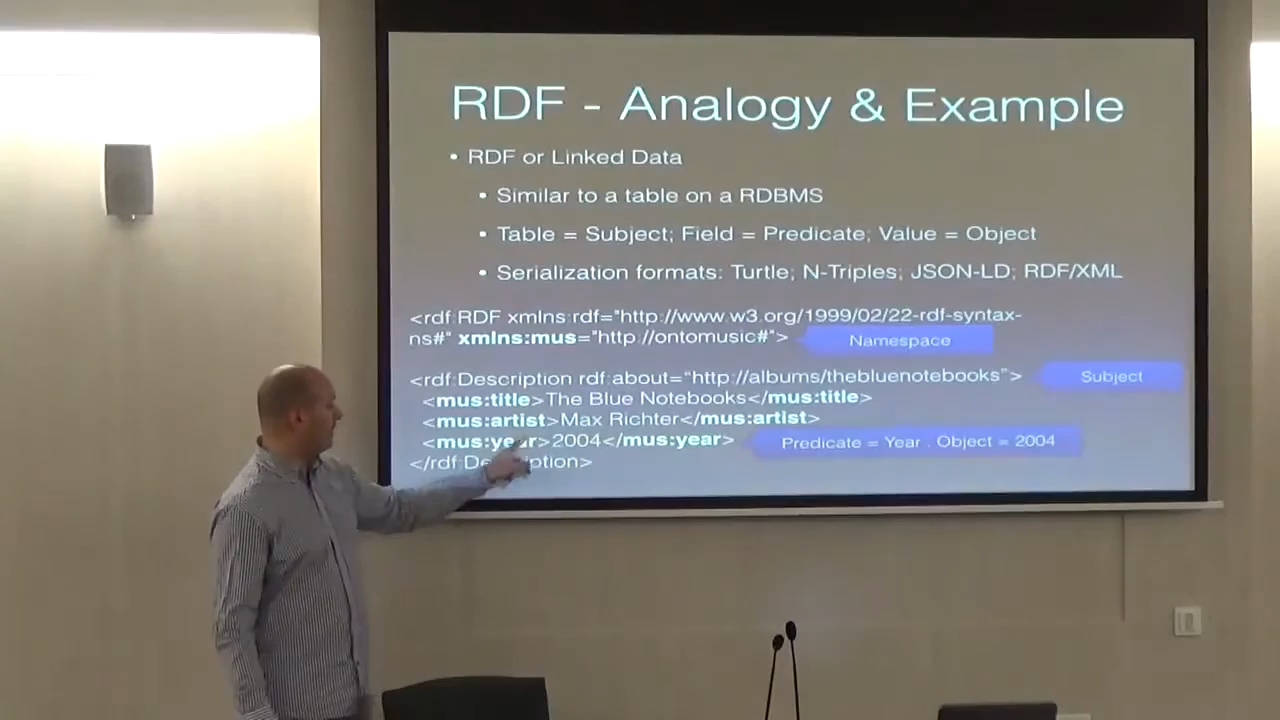 RDF - Analogy & Example
• RDF or Linked Data
• Similar to a table on a RDBMS
• Table = Subject; Field = Predicate; Value = Object
• Serialization formats: Turtle; N-Triples; JSON-LD; RDF/XML
<rdf:RDF xmlns:rdf="http://www.w3.org/1999/02/22-rdf-syntax-
ns#" xmlns:mus="http://ontomusic#">
Namespace
<rdf:Description rdf:about="http://albums/thebluenotebooks">
Subject
<mus:title>The Blue Notebooks</mus:title>
<mus:artist>Max Richter</mus:artist>
<mus:year>2004</mus:year>
Predicate = Year . Object = 2004
</rdf:Description>